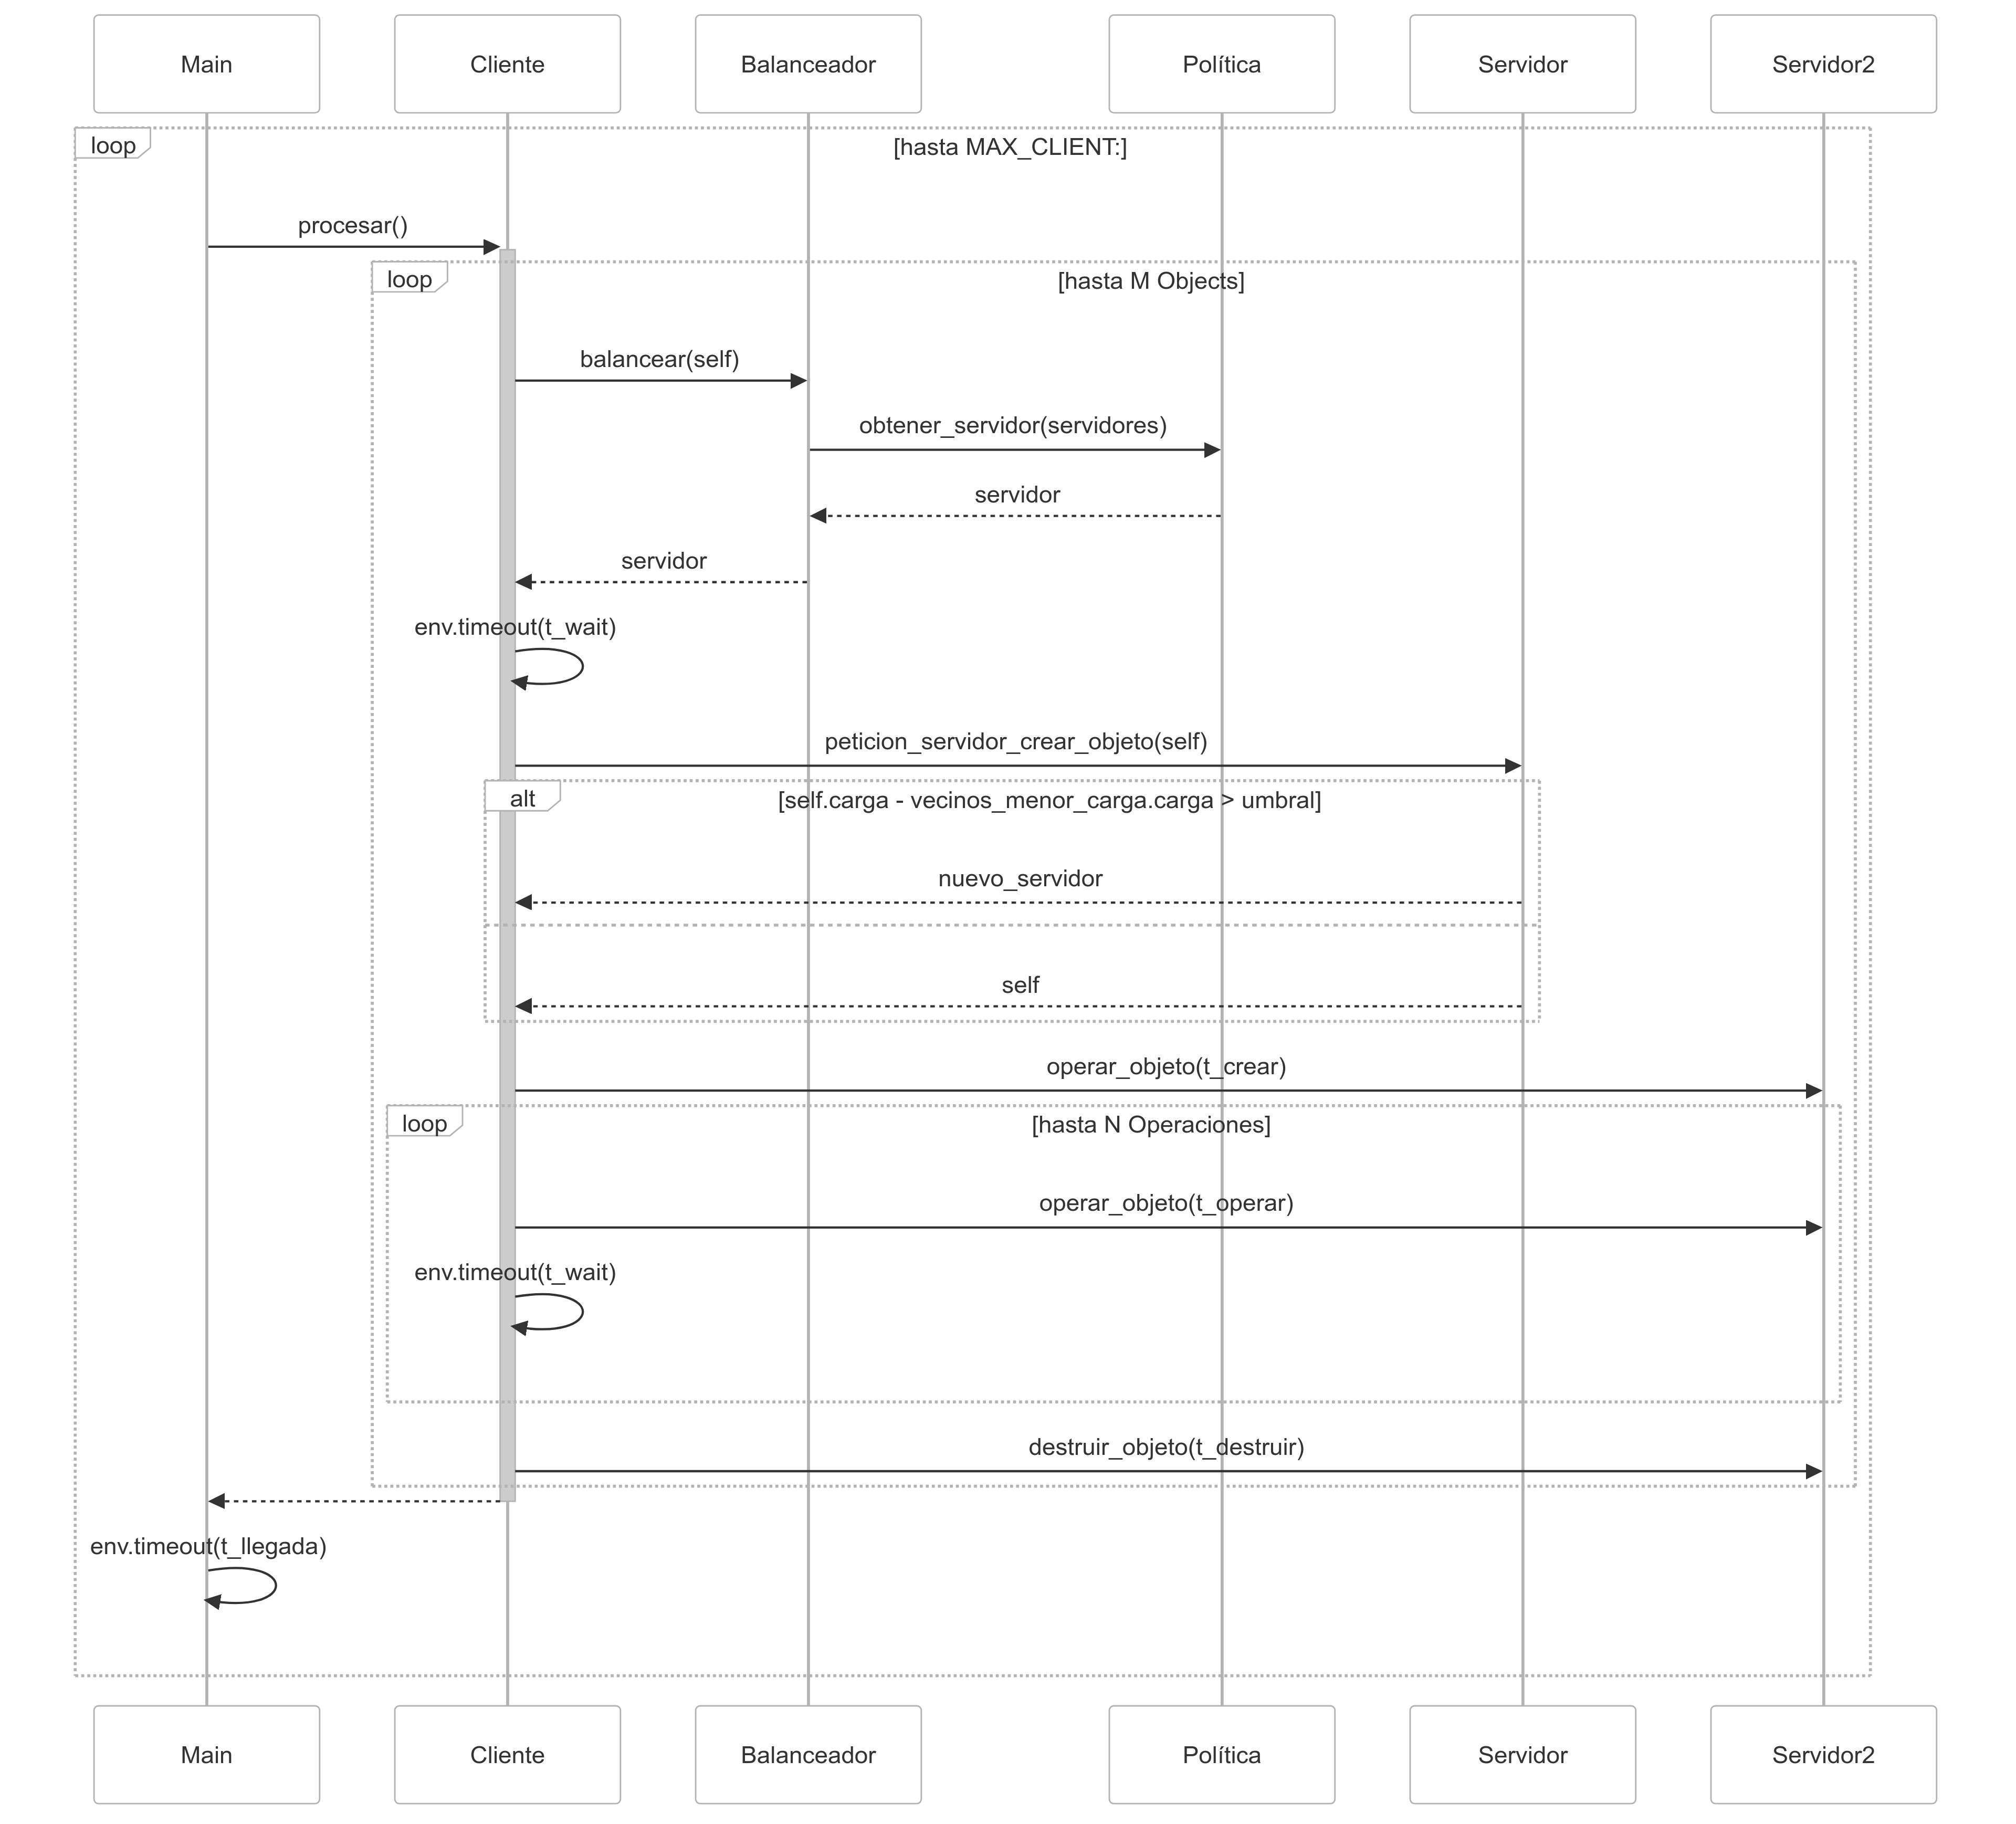 Main
Cliente
Balanceador
Política
Servidor
Servidor2
loop
[hasta MAX_CLIENT:]
procesar()
loop
[hasta M Objects]
balancear(self)
obtener_servidor(servidores)
servidor
servidor
env.timeout(t_wait)
peticion_servidor_crear_objeto(self)
alt
[self.carga - vecinos_menor_carga.carga > umbral]
nuevo_servidor
self
operar_objeto(t_crear)
loop
[hasta N Operaciones]
operar_objeto(t_operar)
env.timeout(t_wait)
destruir_objeto(t_destruir)
env.timeout(t_llegada)
Main
Cliente
Balanceador
Política
Servidor
Servidor2